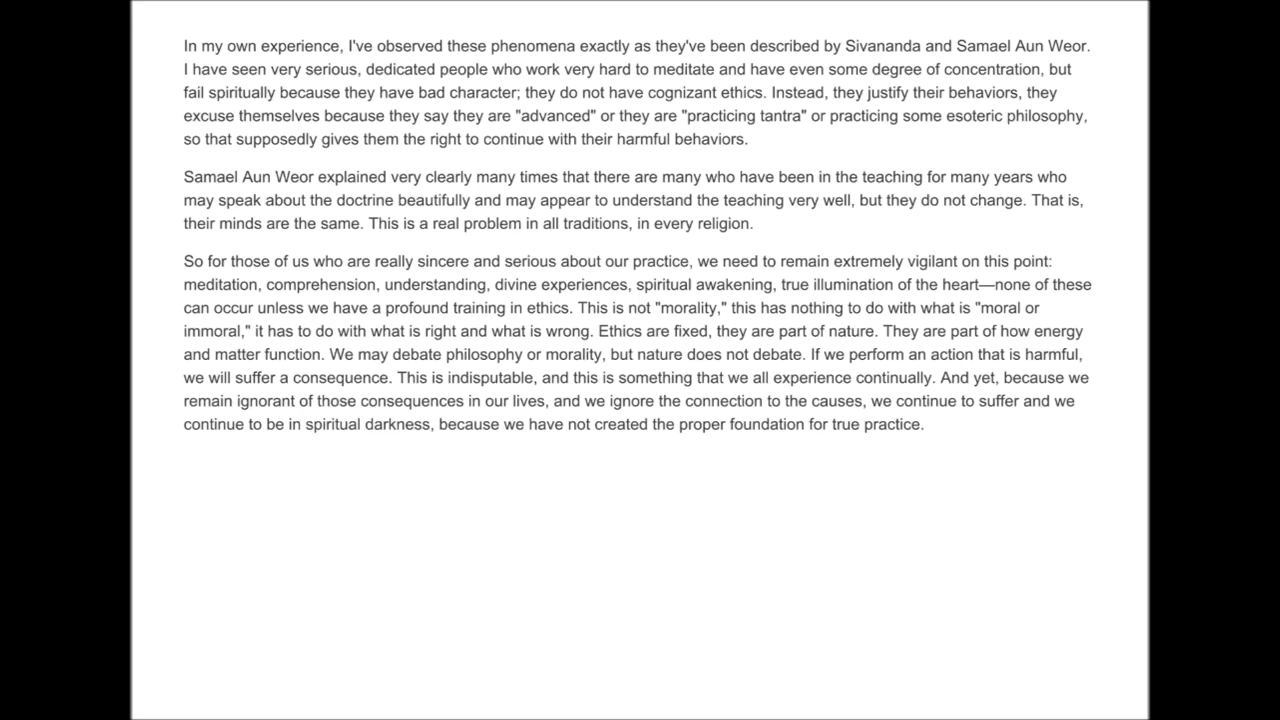 In my own experience, I've observed these phenomena exactly as they've been described by Sivananda and Samael Aun Weor.
I have seen very serious, dedicated people who work very hard to meditate and have even some degree of concentration, but
fail spiritually because they have bad character; they do not have cognizant ethics. Instead, they justify their behaviors, they
excuse themselves because they say they are "advanced" or they are "practicing tantra" or practicing some esoteric philosophy,
so that supposedly gives them the right to continue with their harmful behaviors.
Samael Aun Weor explained very clearly many times that there are many who have been in the teaching for many years who
may speak about the doctrine beautifully and may appear to understand the teaching very well, but they do not change. That is,
their minds are the same. This is a real problem in all traditions, in every religion.
So for those of us who are really sincere and serious about our practice, we need to remain extremely vigilant on this point:
meditation, comprehension, understanding, divine experiences, spiritual awakening, true illumination of the heart—none of these
can occur unless we have a profound training in ethics. This is not "morality," this has nothing to do with what is "moral or
immoral," it has to do with what is right and what is wrong. Ethics are fixed, they are part of nature. They are part of how energy
and matter function. We may debate philosophy or morality, but nature does not debate. If we perform an action that is harmful,
we will suffer a consequence. This is indisputable, and this is something that we all experience continually. And yet, because we
remain ignorant of those consequences in our lives, and we ignore the connection to the causes, we continue to suffer and we
continue to be in spiritual darkness, because we have not created the proper foundation for true practice.